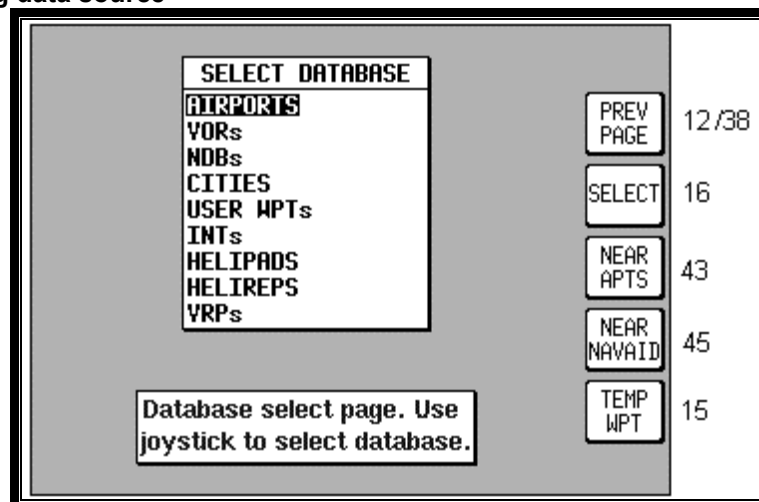 data source
SELECT DATABASE
AIRPORTS
VORs
NDBs
CITIES
USER WPTs
INTs
HELIPADS
HELIREPS
VRPs
Database select page. Use
joystick to select database.
PREV
PAGE
12/38
SELECT
16
NEAR
APTS
43
NEAR
NAVAID
45
TEMP
WPT
15